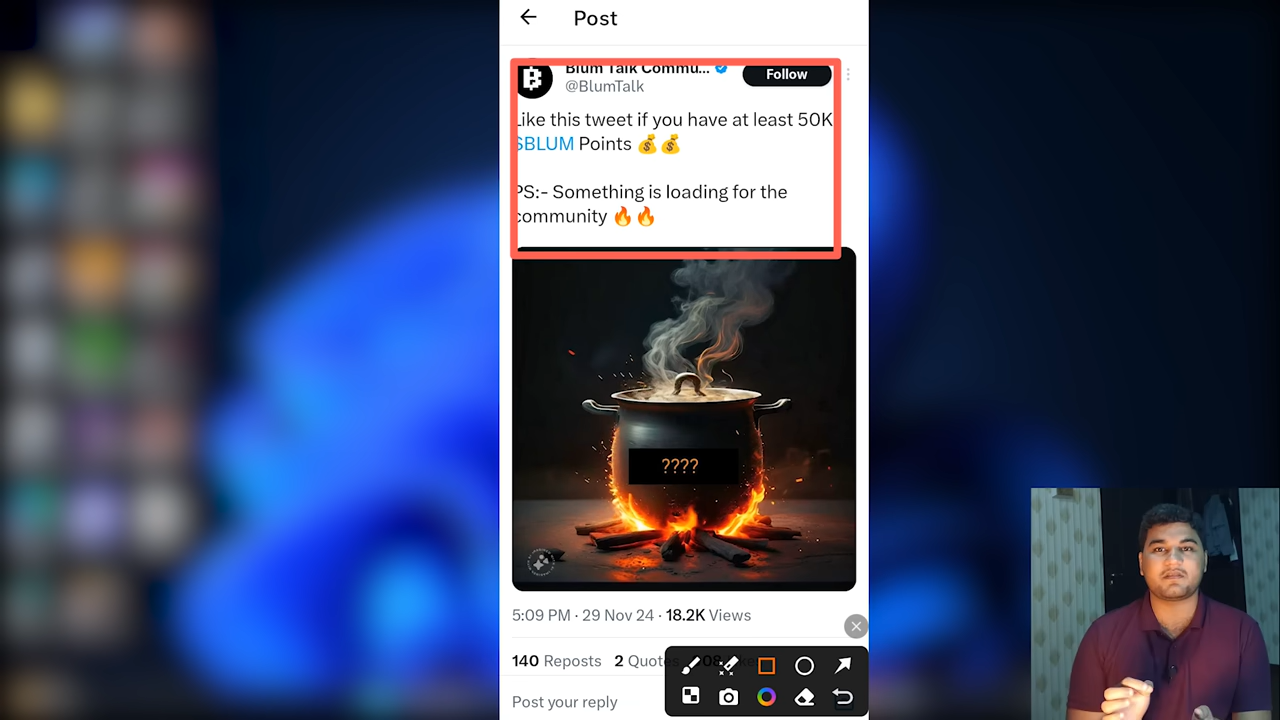 Post
Blum Talk Commu...
Follow
@BlumTalk
Like this tweet if you have at least 50K
$BLUM Points 💰💰
PS:- Something is loading for the
community 🔥🔥
????
5:09 PM · 29 Nov 24 · 18.2K Views
140 Reposts 2 Quotes
Post your reply